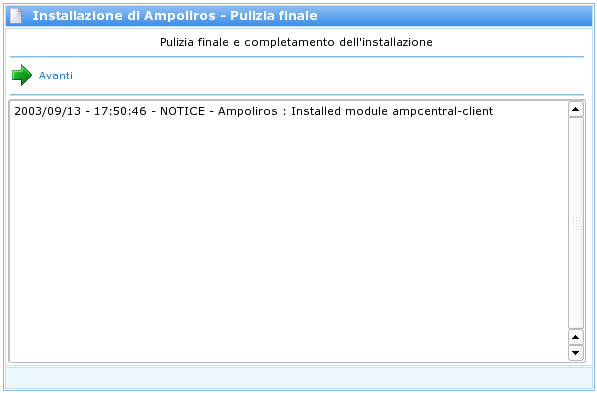 Installazione di Ampoliros - Pulizia finale
Pulizia finale e completamento dell'installazione
Avanti
2003/09/13 - 17:50:46 - NOTICE - Ampoliros : Installed module ampcentral-client